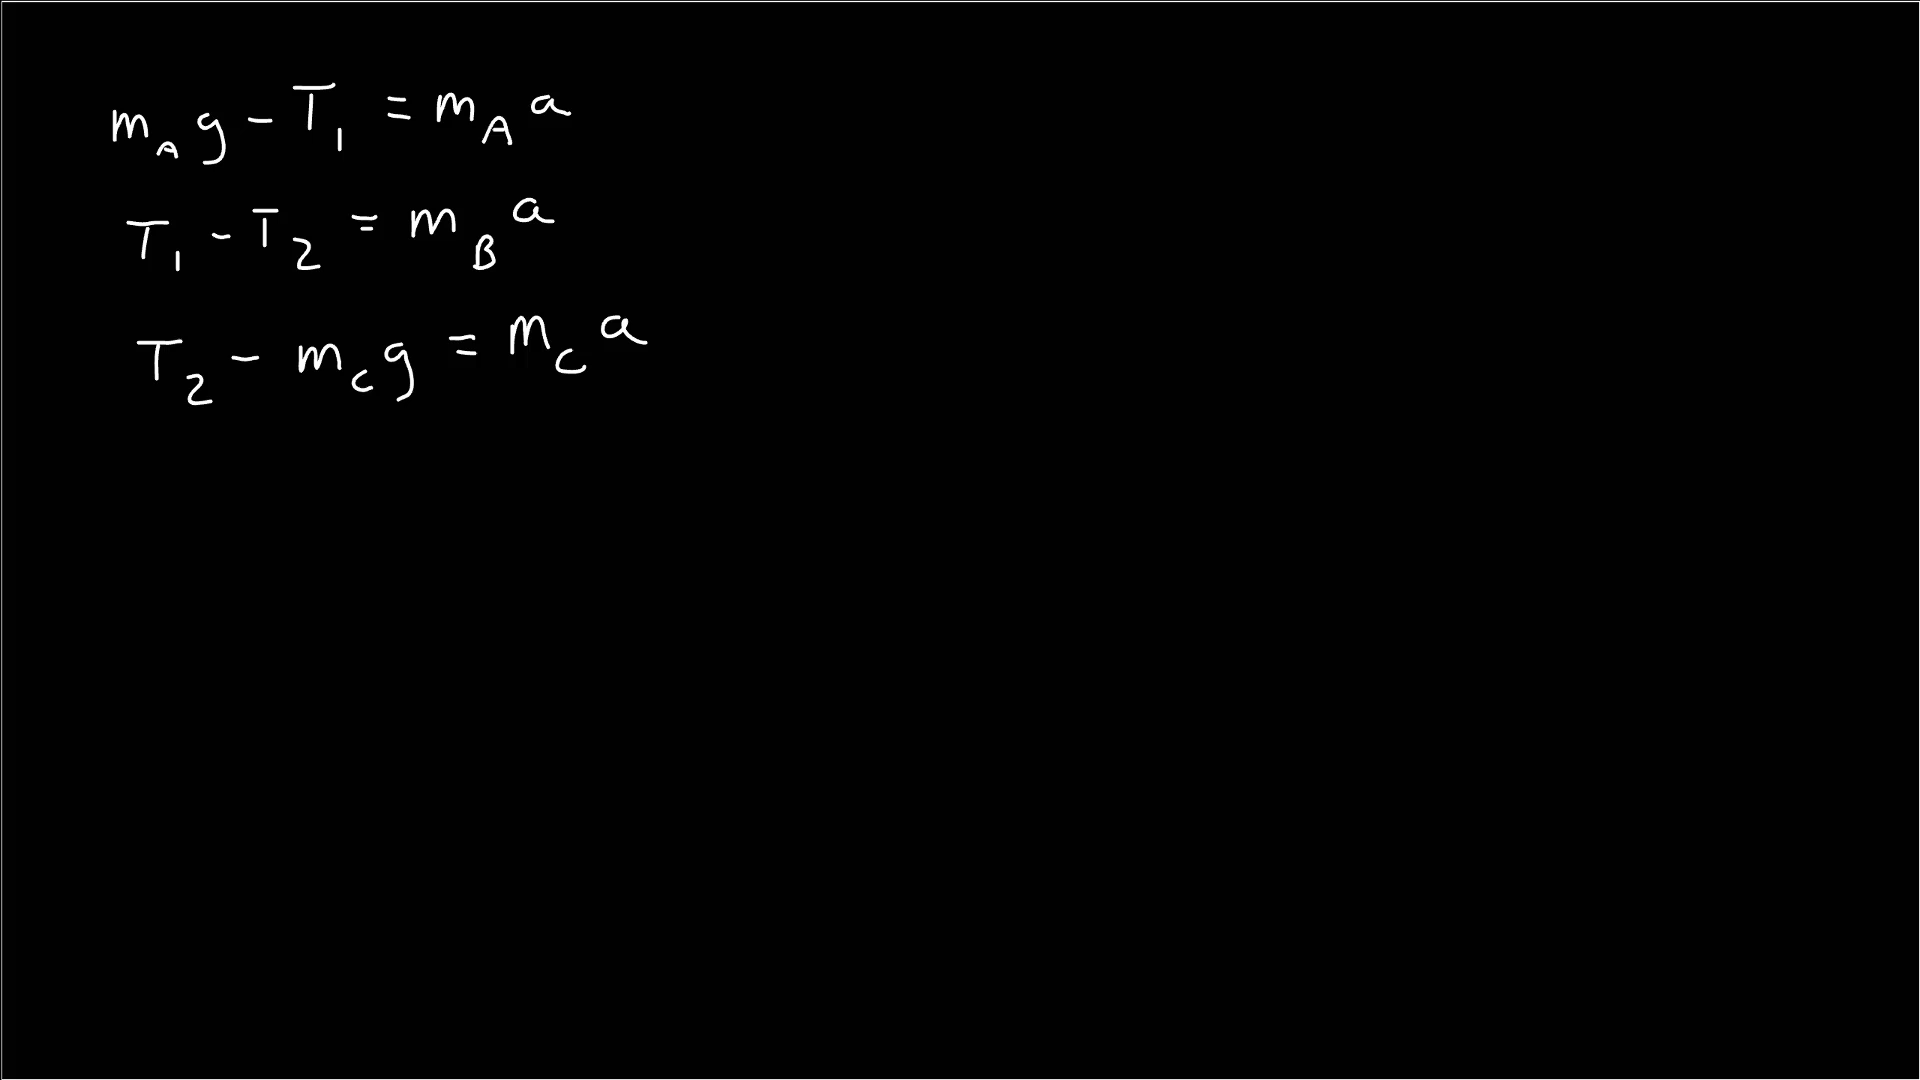 m_A g - T_1 = m_A a
T_1 - T_2 = m_B a
T_2 - m_C g = m_C a